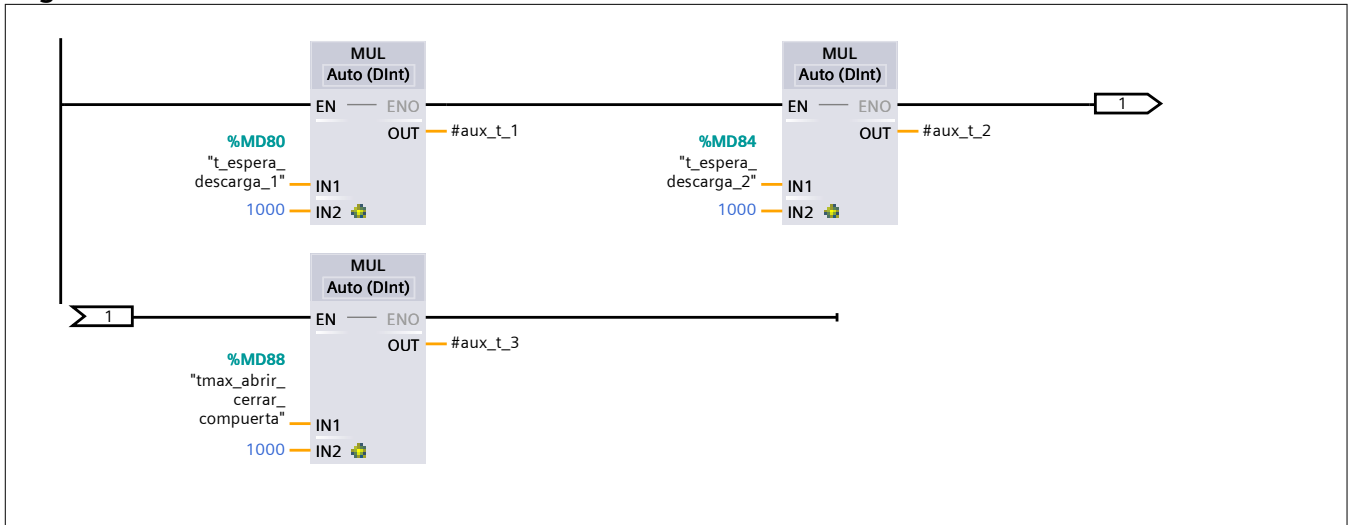 MUL
MUL
Auto (DInt)
Auto (DInt)
EN
ENO
EN
ENO
1
OUT
#aux_t_1
OUT
#aux_t_2
%MD80
%MD84
"t_espera_
"t_espera_
descarga_1"
IN1
descarga_2"
IN1
1000
IN2
1000
IN2
MUL
Auto (DInt)
1
EN
ENO
OUT
#aux_t_3
%MD88
"tmax_abrir_
cerrar_
compuerta"
IN1
1000
IN2